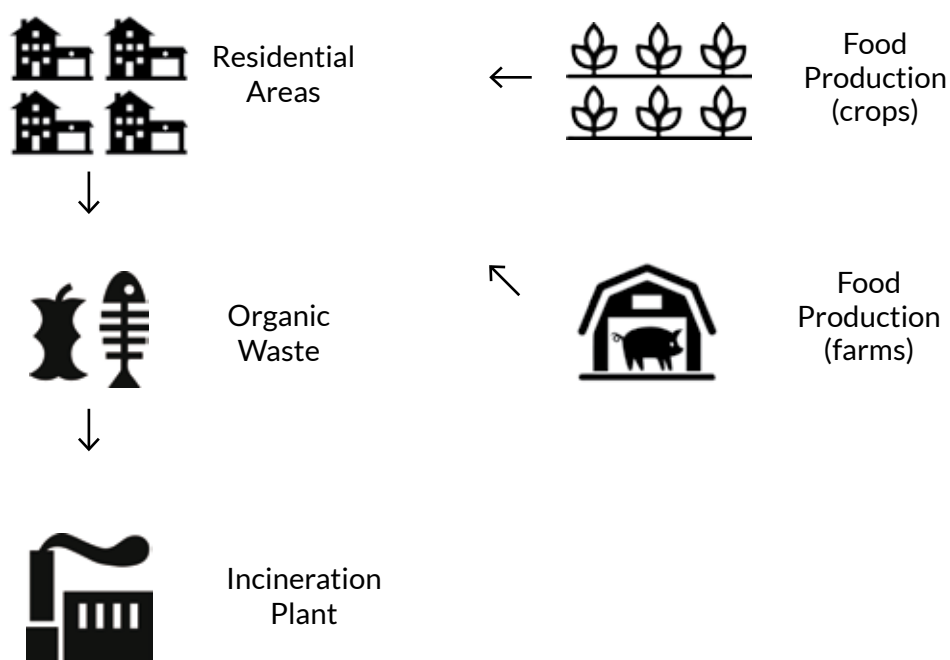 Residential
Areas
Food
Production
(crops)
Organic
Waste
Food
Production
(farms)
Incineration
Plant